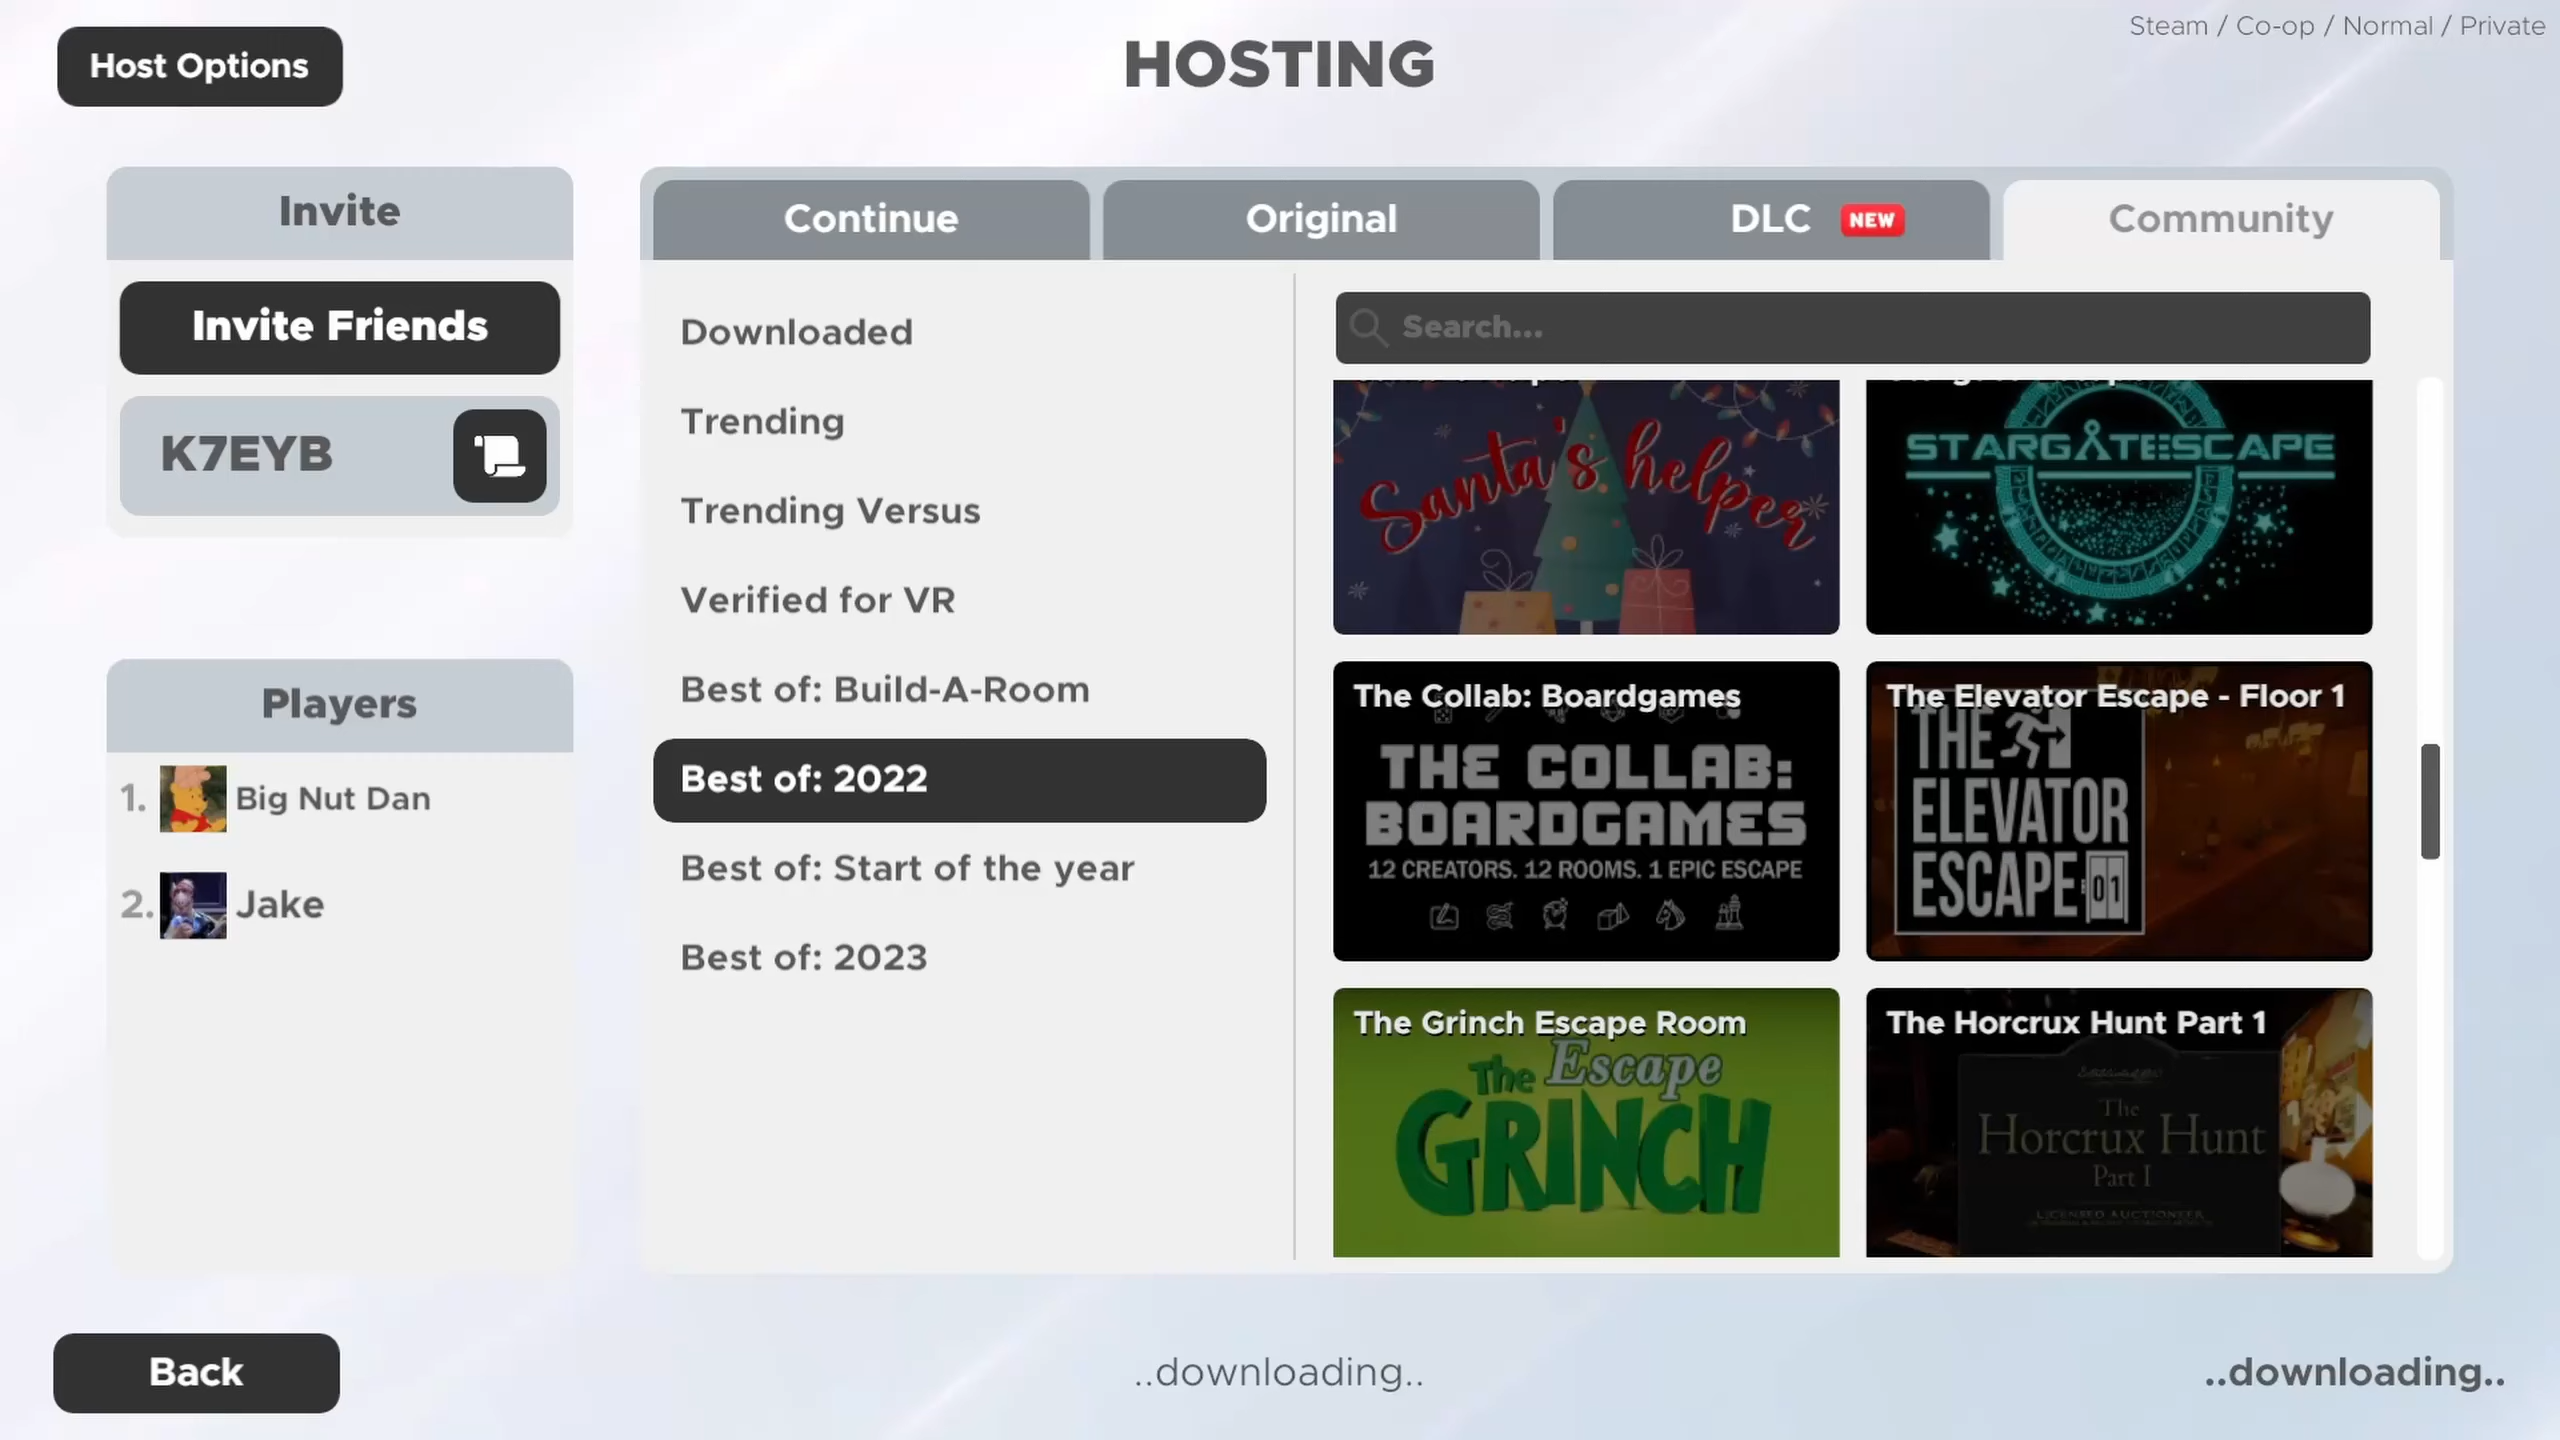 Steam / Co-op / Normal / Private
Host Options
HOSTING
Invite
Invite Friends
K7EYB
Players
1. Big Nut Dan
2. Jake
Continue
Original
DLC NEW
Community
Downloaded
Trending
Trending Versus
Verified for VR
Best of: Build-A-Room
Best of: 2022
Best of: Start of the year
Best of: 2023
Search...
Santa's helper
STARGATESCAPE
The Collab: Boardgames
THE COLLAB:
BOARDGAMES
12 CREATORS. 12 ROOMS. 1 EPIC ESCAPE
The Elevator Escape - Floor 1
THE
ELEVATOR
ESCAPE 01
The Grinch Escape Room
The Escape
GRINCH
The Horcrux Hunt Part 1
The
Horcrux Hunt
Part I
LICENSED AUCTIONEER
Back
..downloading..
..downloading..